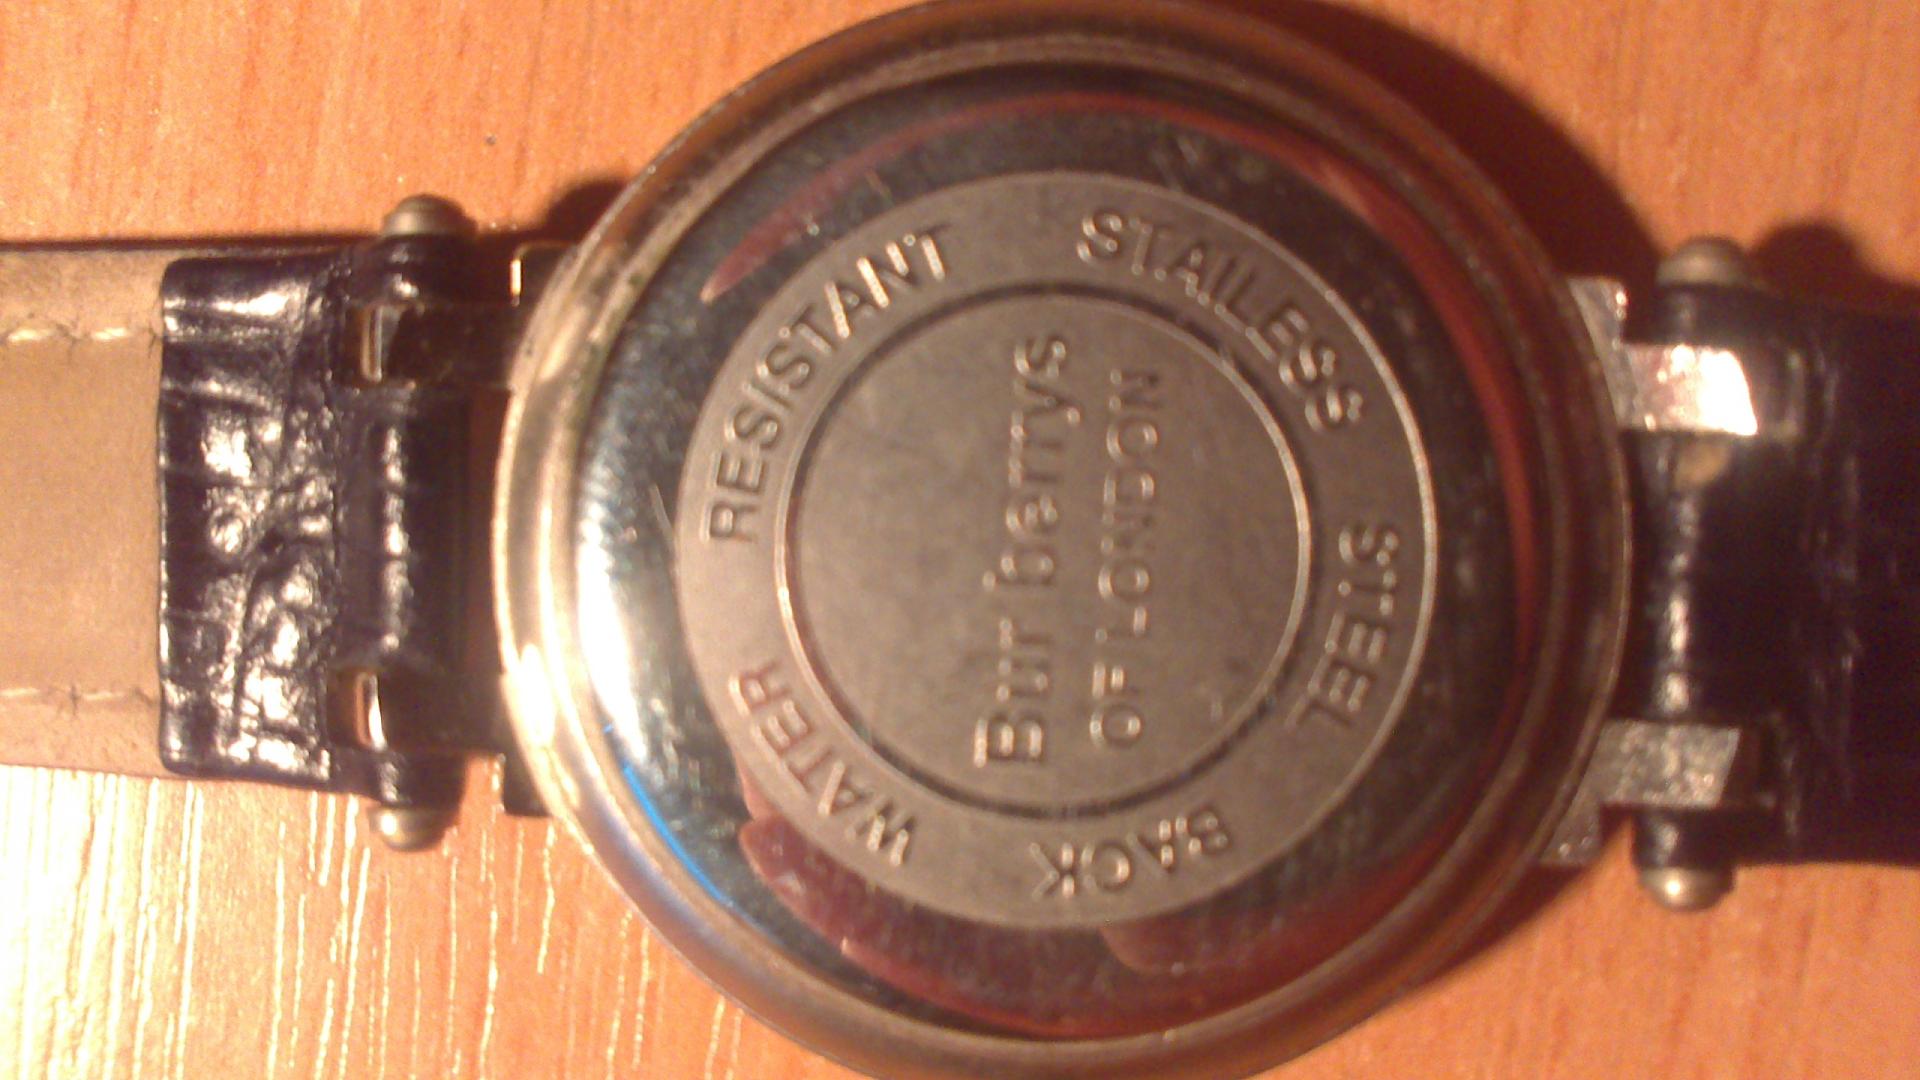 Bur berrys
OF LONDON
WATER RESISTANT STAILESS STEEL BACK